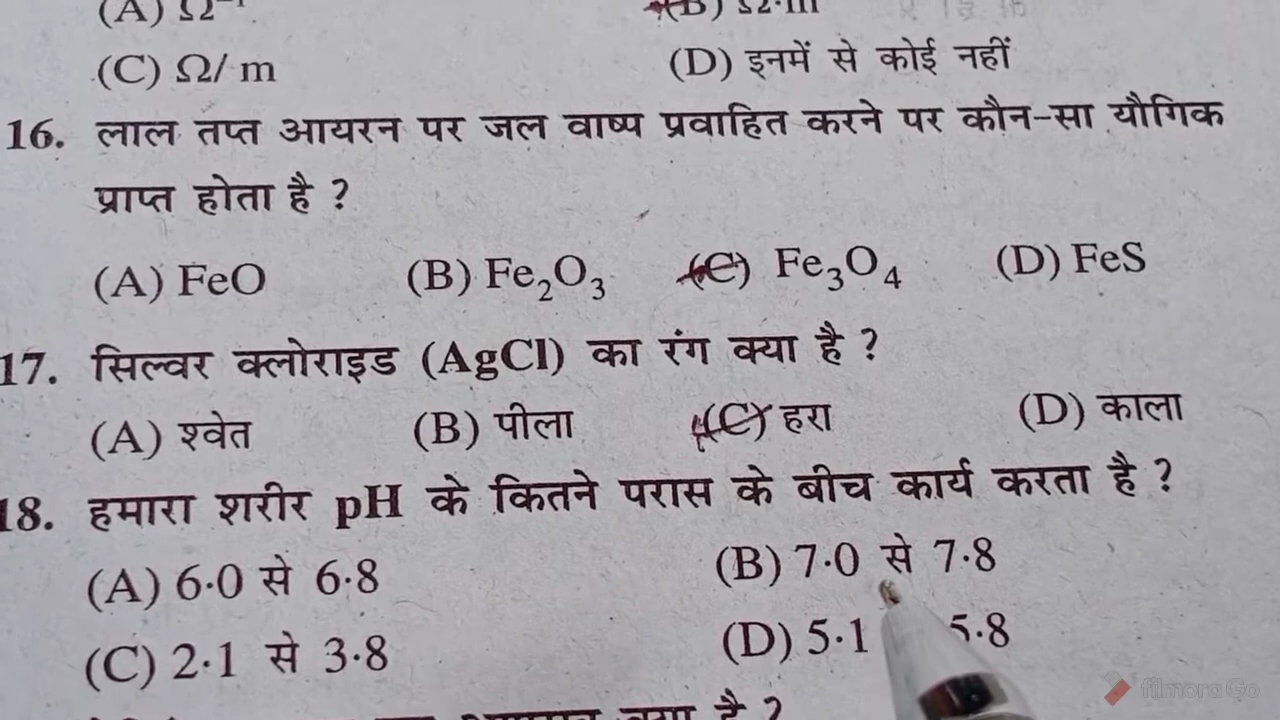 (A) Ω⁻¹ (B) Ω·m
(C) Ω/m (D) इनमें से कोई नहीं
16. लाल तप्त आयरन पर जल वाष्प प्रवाहित करने पर कौन-सा यौगिक
प्राप्त होता है ?
(A) FeO (B) Fe₂O₃ (C) Fe₃O₄ (D) FeS
17. सिल्वर क्लोराइड (AgCl) का रंग क्या है ?
(A) श्वेत (B) पीला (C) हरा (D) काला
18. हमारा शरीर pH के कितने परास के बीच कार्य करता है ?
(A) 6·0 से 6·8 (B) 7·0 से 7·8
(C) 2·1 से 3·8 (D) 5·1 5·8
क्या है ?
filmoraGo